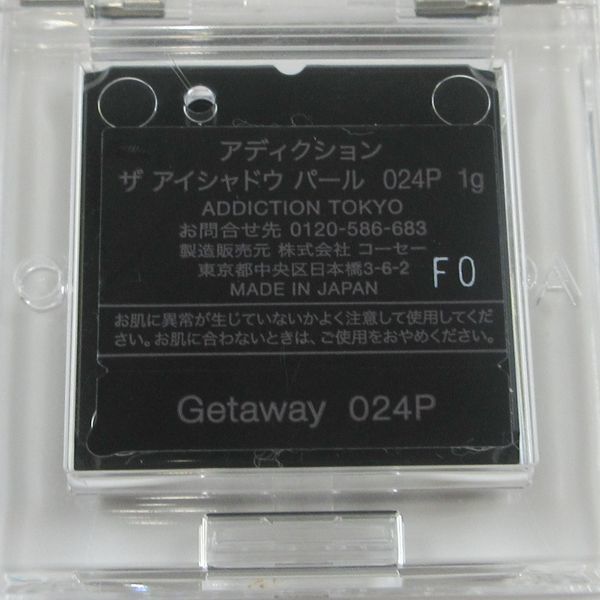 アディクション
ザ アイシャドウ パール 024P 1g
ADDICTION TOKYO
お問合せ先 0120-586-683
製造販売元 株式会社 コーセー
東京都中央区日本橋3-6-2
MADE IN JAPAN
FO
お肌に異常が生じていないかよく注意して使用してくだ
さい。お肌に合わないときは、ご使用をおやめください。
Getaway 024P